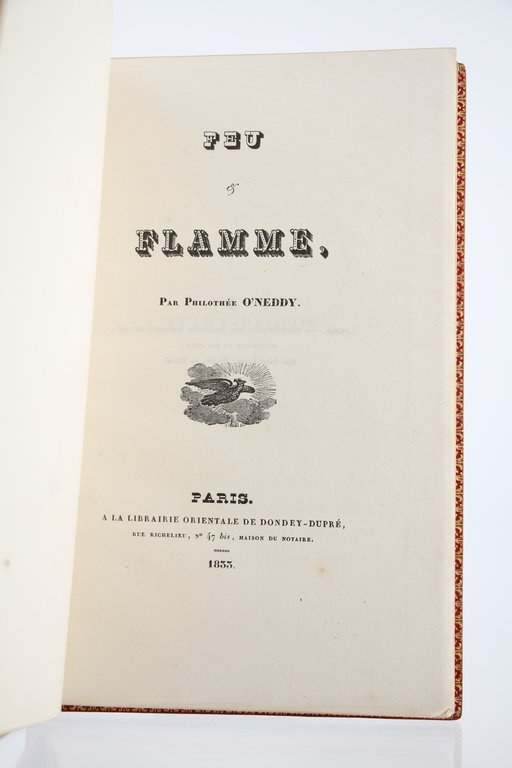 FEU
&
FLAMME,
PAR PHILOTHÉE O'NEDDY.
PARIS.
A LA LIBRAIRIE ORIENTALE DE DONDEY-DUPRÉ,
RUE RICHELIEU, Nº 47 bis, MAISON DU NOTAIRE.
1833.